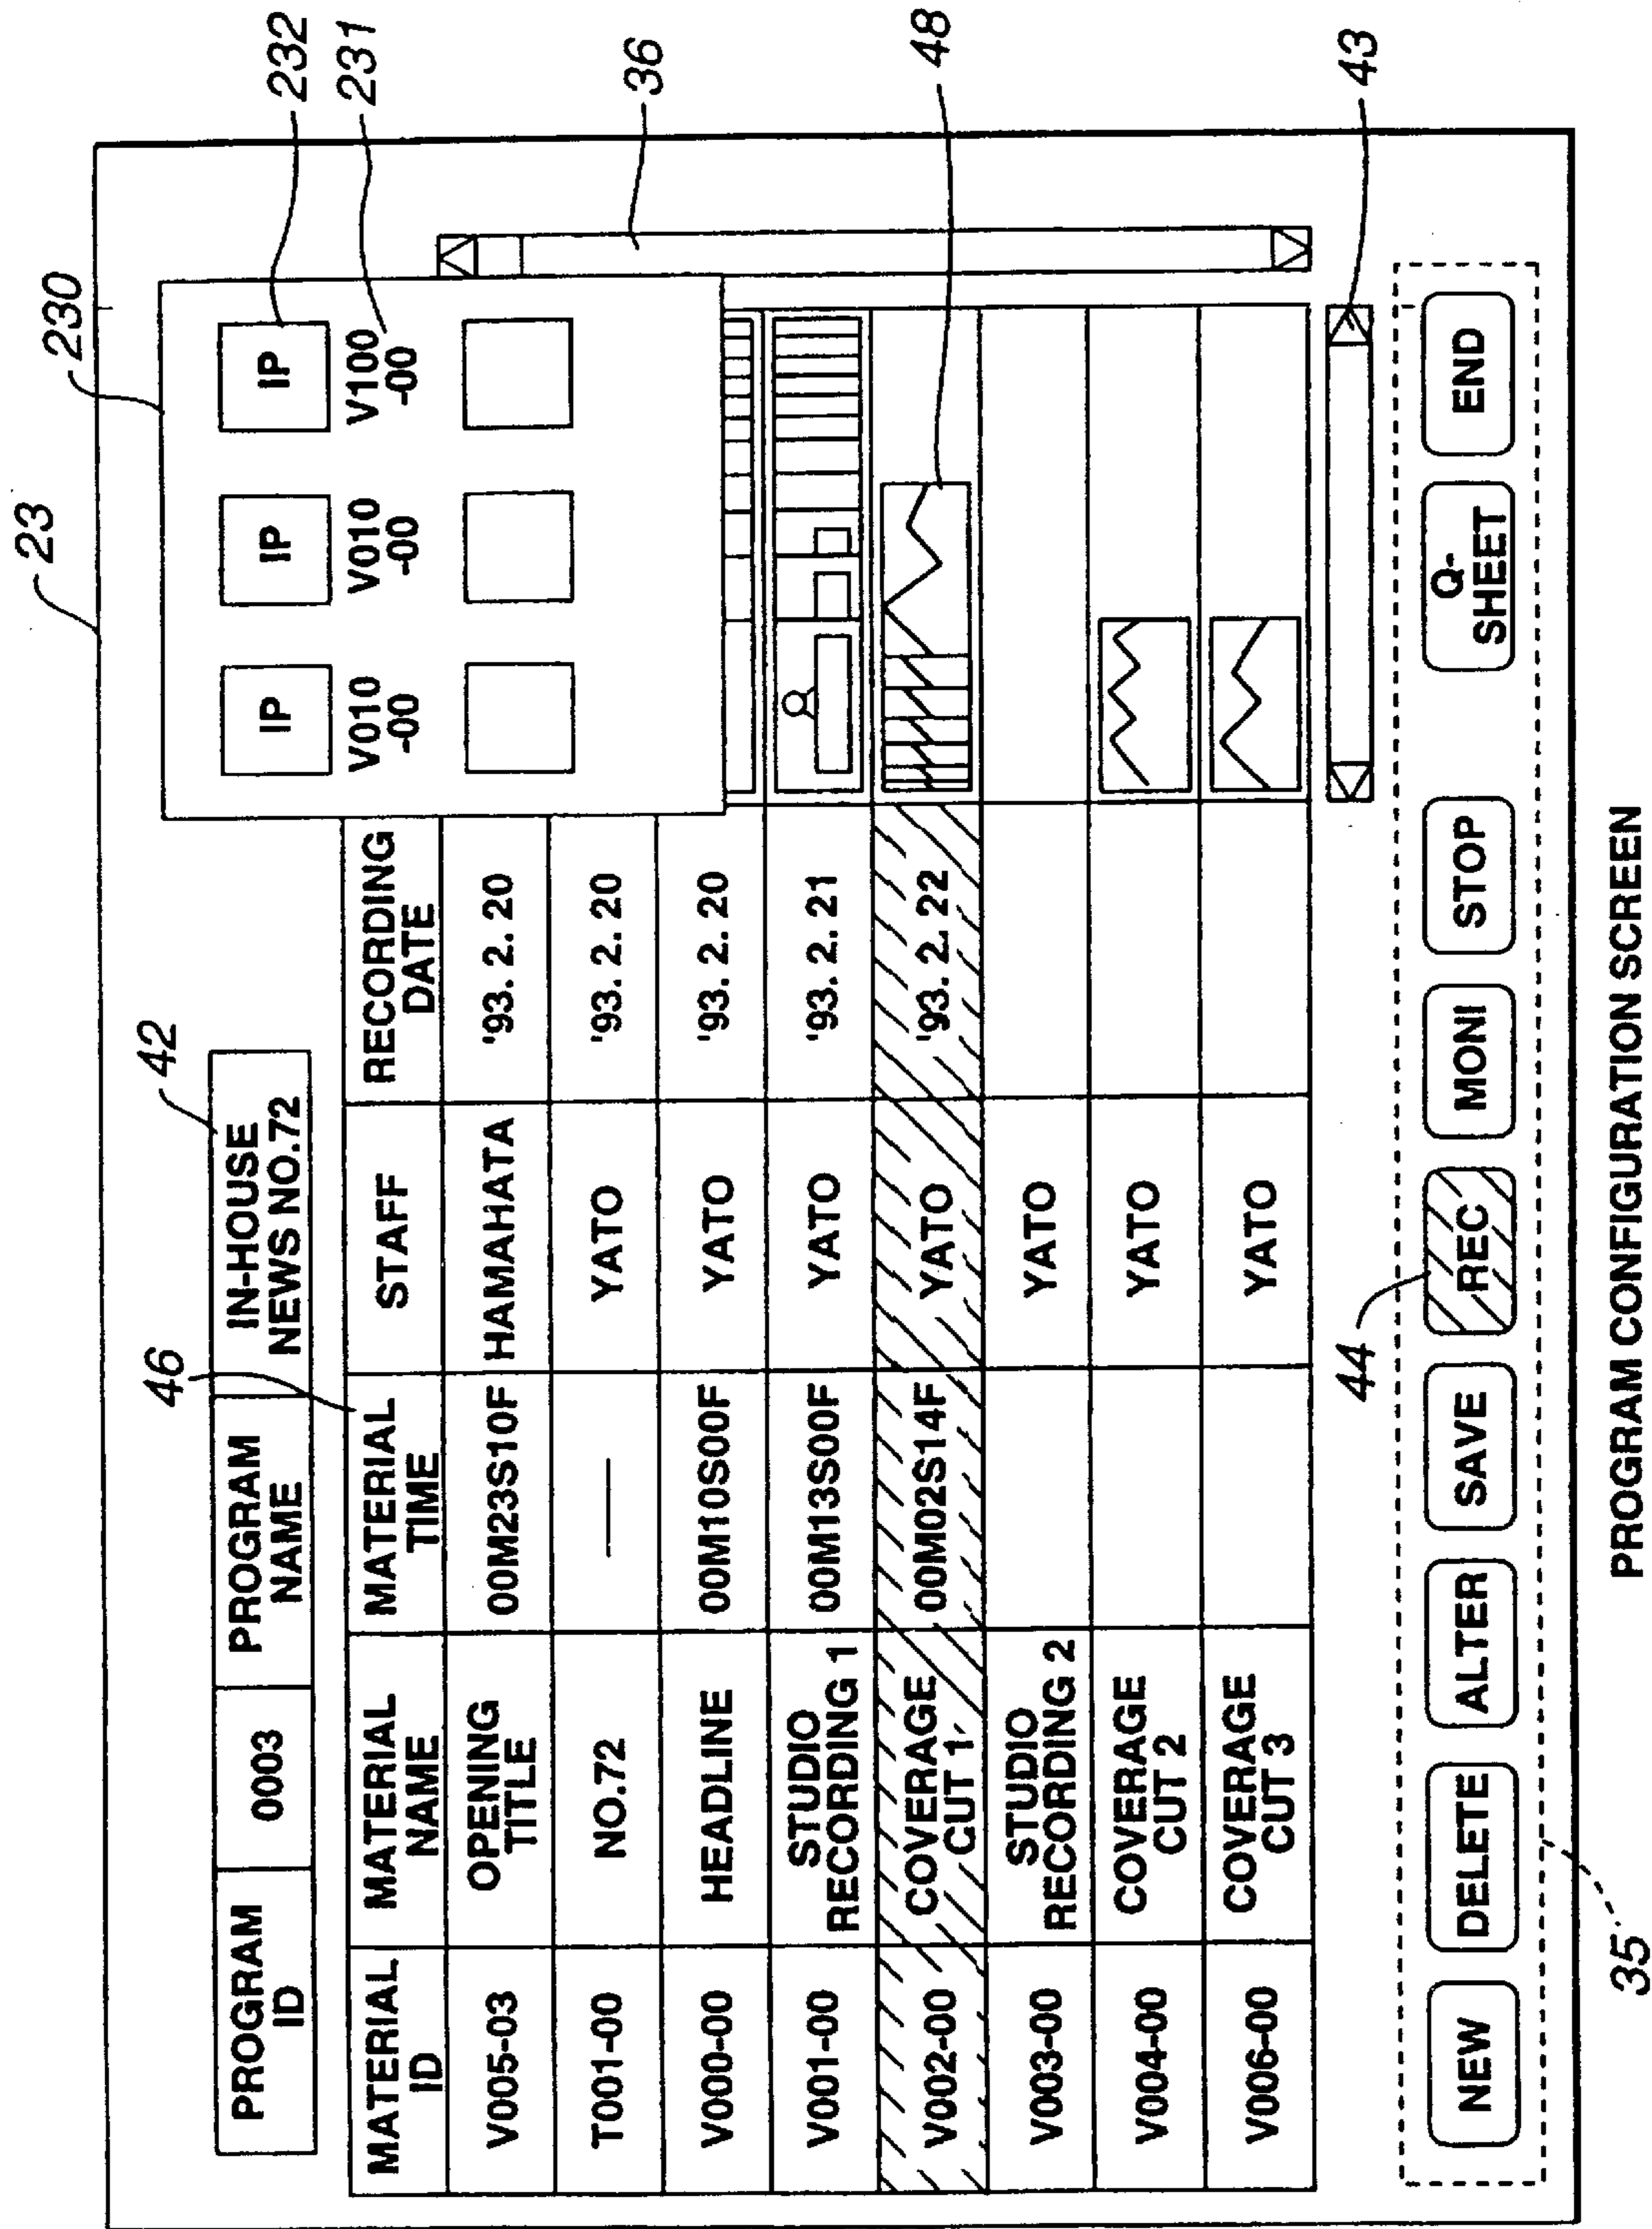 23
230
IP
IP
IP
232
V010
-00
V010
-00
V100
-00
231
36
48
43
42
46
PROGRAM
ID
0003
PROGRAM
NAME
IN-HOUSE
NEWS NO.72
MATERIAL
ID
MATERIAL
NAME
MATERIAL
TIME
STAFF
RECORDING
DATE
V005-03
OPENING
TITLE
00M23S10F
HAMAHATA
'93. 2. 20
T001-00
NO.72
——
YATO
'93. 2. 20
V000-00
HEADLINE
00M10S00F
YATO
'93. 2. 20
V001-00
STUDIO
RECORDING 1
00M13S00F
YATO
'93. 2. 21
V002-00
COVERAGE
CUT 1
00M02S14F
YATO
'93. 2. 22
V003-00
STUDIO
RECORDING 2
YATO
V004-00
COVERAGE
CUT 2
YATO
V006-00
COVERAGE
CUT 3
YATO
44
NEW
DELETE
ALTER
SAVE
REC
MONI
STOP
Q-
SHEET
END
35
PROGRAM CONFIGURATION SCREEN